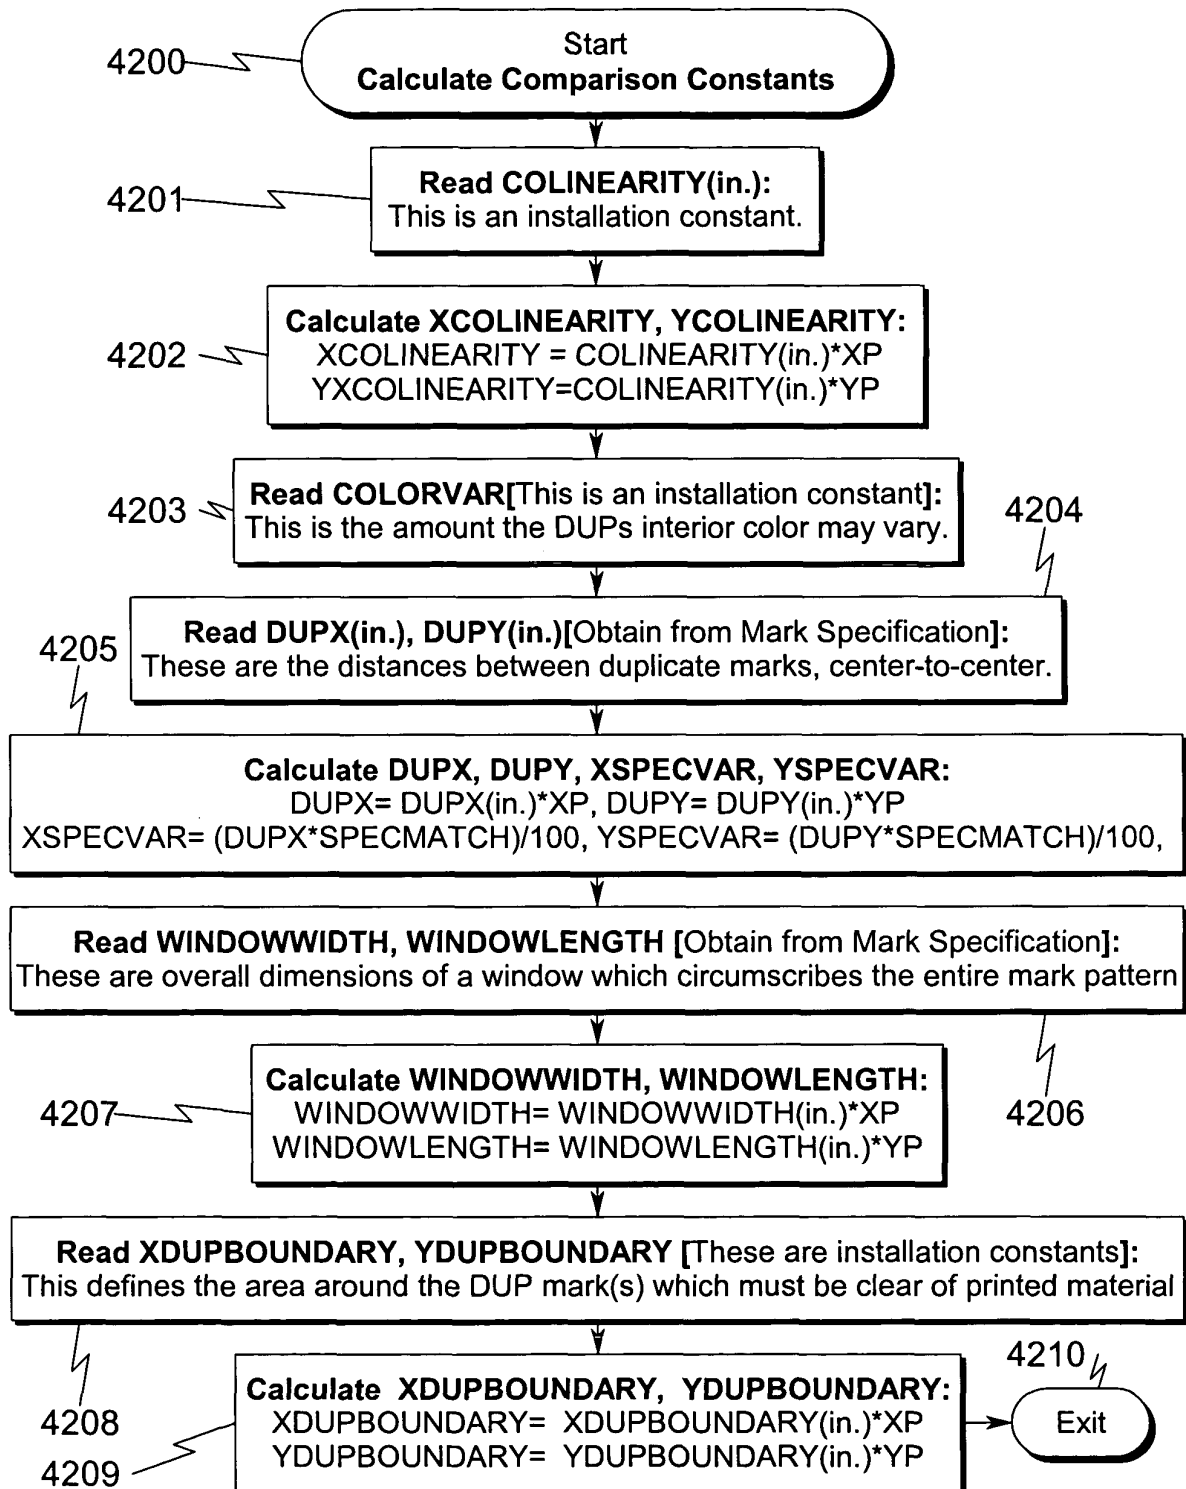 4200
Start
Calculate Comparison Constants
4201
Read COLINEARITY(in.):
This is an installation constant.
4202
Calculate XCOLINEARITY, YCOLINEARITY:
XCOLINEARITY = COLINEARITY(in.)*XP
YXCOLINEARITY=COLINEARITY(in.)*YP
4203
Read COLORVAR[This is an installation constant]:
This is the amount the DUPs interior color may vary.
4204
Read DUPX(in.), DUPY(in.)[Obtain from Mark Specification]:
These are the distances between duplicate marks, center-to-center.
4205
Calculate DUPX, DUPY, XSPECVAR, YSPECVAR:
DUPX= DUPX(in.)*XP, DUPY= DUPY(in.)*YP
XSPECVAR= (DUPX*SPECMATCH)/100, YSPECVAR= (DUPY*SPECMATCH)/100,
Read WINDOWWIDTH, WINDOWLENGTH [Obtain from Mark Specification]:
These are overall dimensions of a window which circumscribes the entire mark pattern
4206
4207
Calculate WINDOWWIDTH, WINDOWLENGTH:
WINDOWWIDTH= WINDOWWIDTH(in.)*XP
WINDOWLENGTH= WINDOWLENGTH(in.)*YP
Read XDUPBOUNDARY, YDUPBOUNDARY [These are installation constants]:
This defines the area around the DUP mark(s) which must be clear of printed material
4208
4209
Calculate XDUPBOUNDARY, YDUPBOUNDARY:
XDUPBOUNDARY= XDUPBOUNDARY(in.)*XP
YDUPBOUNDARY= YDUPBOUNDARY(in.)*YP
4210
Exit